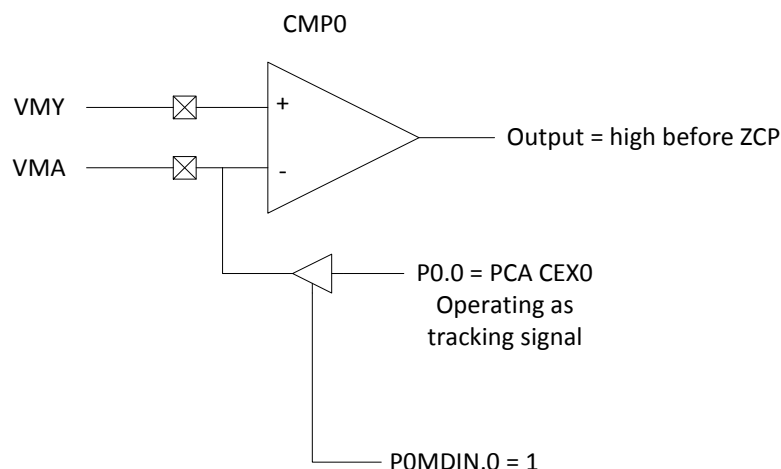 CMP0
VMY
+
Output = high before ZCP
VMA
-
P0.0 = PCA CEX0
Operating as
tracking signal
P0MDIN.0 = 1